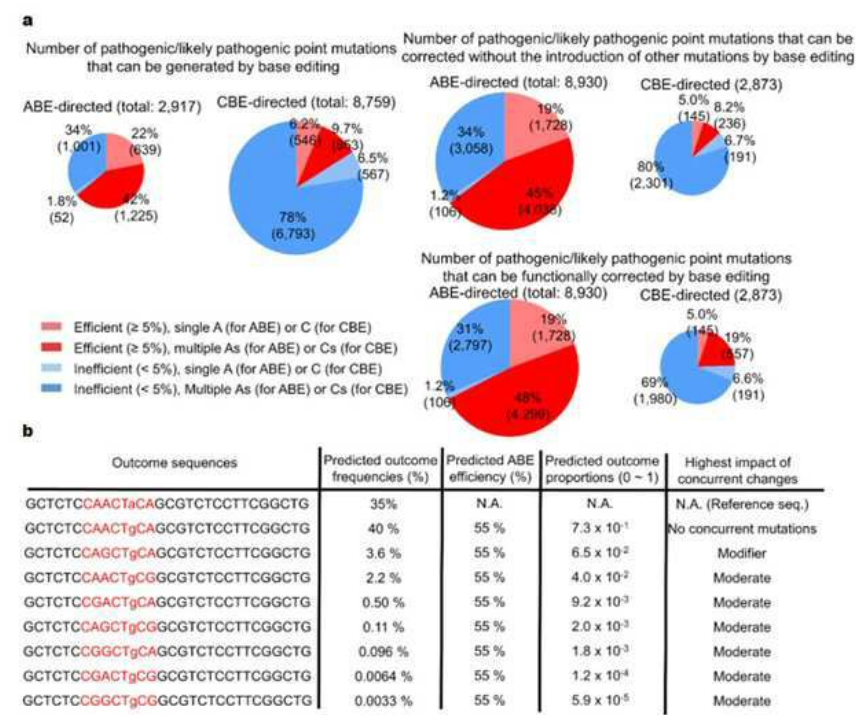 a
Number of pathogenic/likely pathogenic point mutations
that can be generated by base editing
ABE-directed (total: 2,917)
34%
(1,001)
22%
(639)
1.8%
(52)
42%
(1,225)
CBE-directed (total: 8,759)
6.2%
(546)
9.7%
6.5%
(567)
78%
(6,793)
Number of pathogenic/likely pathogenic point mutations that can be
corrected without the introduction of other mutations by base editing
ABE-directed (total: 8,930)
34%
(3,058)
19%
(1,728)
1.2%
(106)
45%
(4,038)
CBE-directed (2,873)
5.0%
(145)
8.2%
(236)
6.7%
(191)
80%
(2,301)
Number of pathogenic/likely pathogenic point mutations
that can be functionally corrected by base editing
ABE-directed (total: 8,930)
31%
(2,797)
19%
(1,728)
1.2%
(106)
48%
(4,299)
CBE-directed (2,873)
5.0%
(145)
19%
(557)
6.6%
(191)
69%
(1,980)
Efficient (≥ 5%), single A (for ABE) or C (for CBE)
Efficient (≥ 5%), multiple As (for ABE) or Cs (for CBE)
Inefficient (< 5%), single A (for ABE) or C (for CBE)
Inefficient (< 5%), Multiple As (for ABE) or Cs (for CBE)
b
Outcome sequences Predicted outcome frequencies (%) Predicted ABE efficiency (%) Predicted outcome proportions (0 ~ 1) Highest impact of concurrent changes
GCTCTCCAACTaCAGCGTCTCCTTCGGCTG 35% N.A. N.A. N.A. (Reference seq.)
GCTCTCCAACTgCAGCGTCTCCTTCGGCTG 40 % 55 % 7.3 x 10-1 No concurrent mutations
GCTCTCCAGCTgCAGCGTCTCCTTCGGCTG 3.6 % 55 % 6.5 x 10-2 Modifier
GCTCTCCAACTgCGGCGTCTCCTTCGGCTG 2.2 % 55 % 4.0 x 10-2 Moderate
GCTCTCCGACTgCAGCGTCTCCTTCGGCTG 0.50 % 55 % 9.2 x 10-3 Moderate
GCTCTCCAGCTgCGGCGTCTCCTTCGGCTG 0.11 % 55 % 2.0 x 10-3 Moderate
GCTCTCCGGCTgCAGCGTCTCCTTCGGCTG 0.096 % 55 % 1.8 x 10-3 Moderate
GCTCTCCGACTgCGGCGTCTCCTTCGGCTG 0.0064 % 55 % 1.2 x 10-4 Moderate
GCTCTCCGGCTgCGGCGTCTCCTTCGGCTG 0.0033 % 55 % 5.9 x 10-5 Moderate